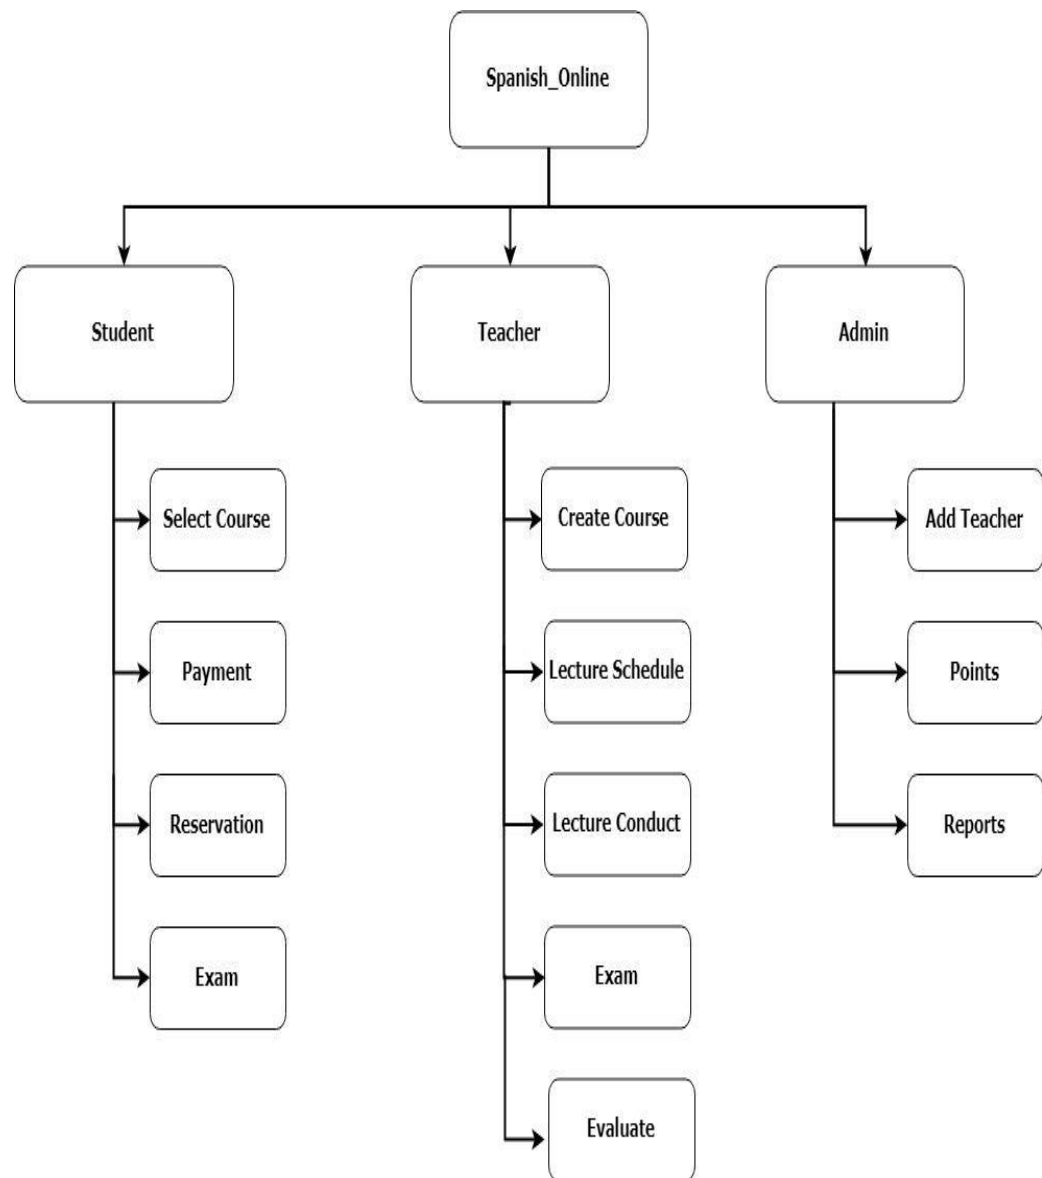 Spanish_Online
Student
Teacher
Admin
Select Course
Create Course
Add Teacher
Payment
Lecture Schedule
Points
Reservation
Lecture Conduct
Reports
Exam
Exam
Evaluate